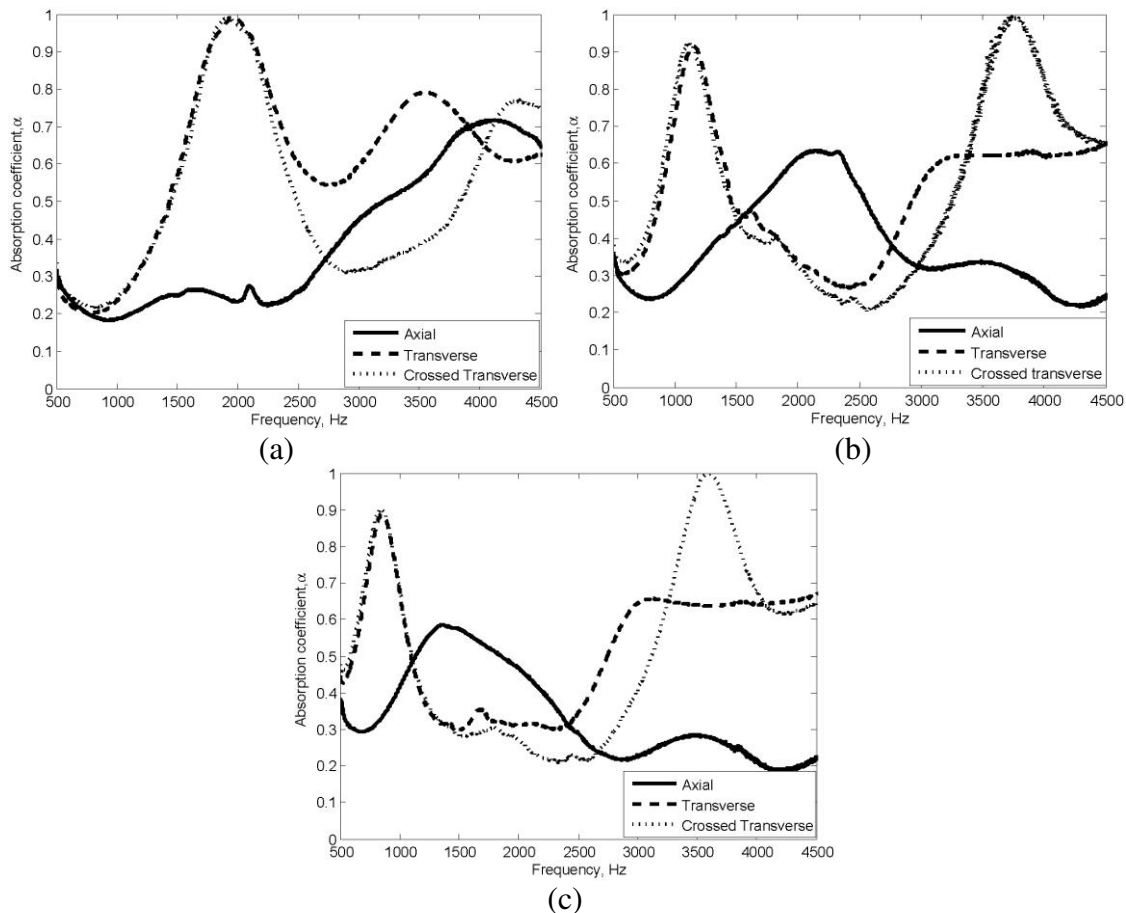 1
0.9
0.8
0.7
0.6
0.5
0.4
0.3
0.2
0.1
0
Absorption coefficient,α
500 1000 1500 2000 2500 3000 3500 4000 4500
Frequency, Hz
Axial
Transverse
Crossed Transverse
(a)
1
0.9
0.8
0.7
0.6
0.5
0.4
0.3
0.2
0.1
0
Absorption coefficient,α
500 1000 1500 2000 2500 3000 3500 4000 4500
Frequency, Hz
Axial
Transverse
Crossed transverse
(b)
1
0.9
0.8
0.7
0.6
0.5
0.4
0.3
0.2
0.1
0
Absorption coefficient,α
500 1000 1500 2000 2500 3000 3500 4000 4500
Frequency, Hz
Axial
Transverse
Crossed Transverse
(c)